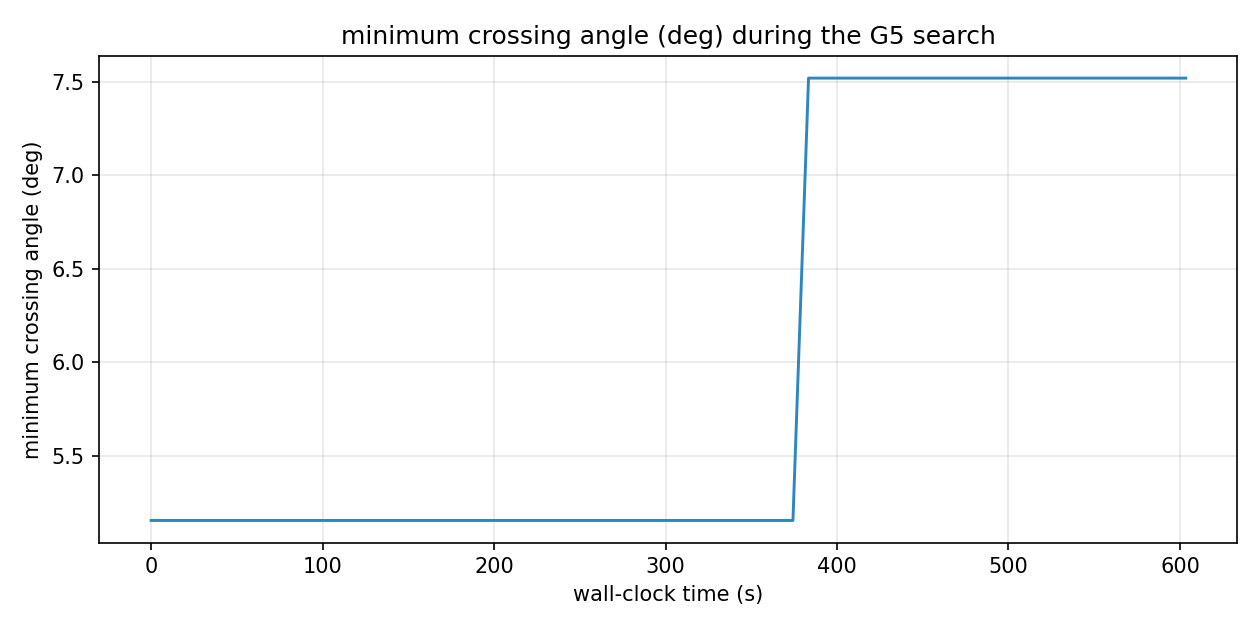 minimum crossing angle (deg) during the G5 search
minimum crossing angle (deg)
7.5
7.0
6.5
6.0
5.5
0 100 200 300 400 500 600
wall-clock time (s)